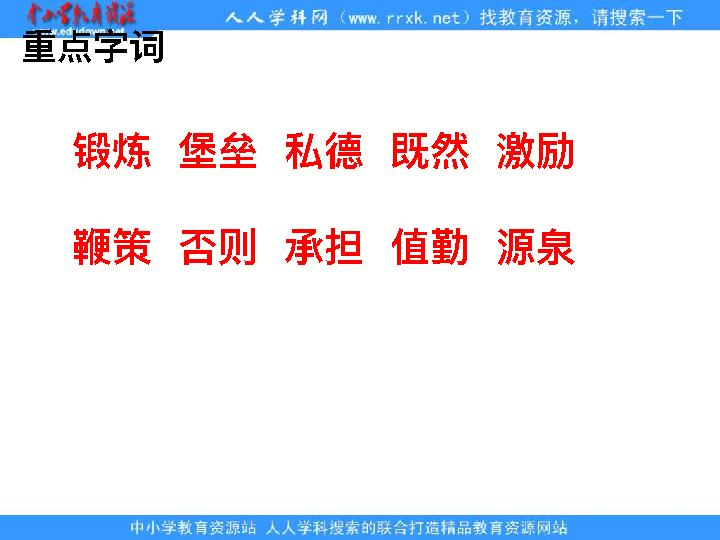 中小学教育资源
www.edudown.net
人人学科网（www.rrxk.net）找教育资源，请搜索一下
重点字词
锻炼 堡垒 私德 既然 激励
鞭策 否则 承担 值勤 源泉
中小学教育资源站 人人学科搜索的联合打造精品教育资源网站